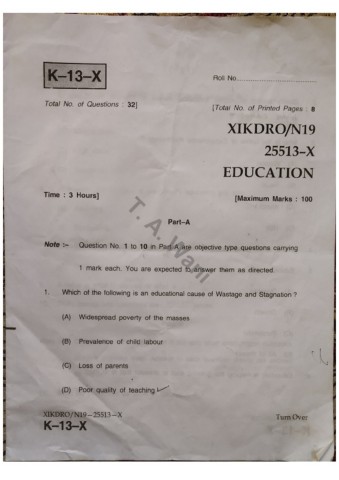 K–13–X
Roll No..............................
Total No. of Questions : 32]
[Total No. of Printed Pages : 8
XIKDRO/N19
25513–X
EDUCATION
Time : 3 Hours]
[Maximum Marks : 100
Part–A
Note :– Question No. 1 to 10 in Part A are objective type questions carrying
1 mark each. You are expected to answer them as directed.
1. Which of the following is an educational cause of Wastage and Stagnation ?
(A) Widespread poverty of the masses
(B) Prevalence of child labour
(C) Loss of parents
(D) Poor quality of teaching
XIKDRO/N19–25513–X
Turn Over
K–13–X
T. A. Wani